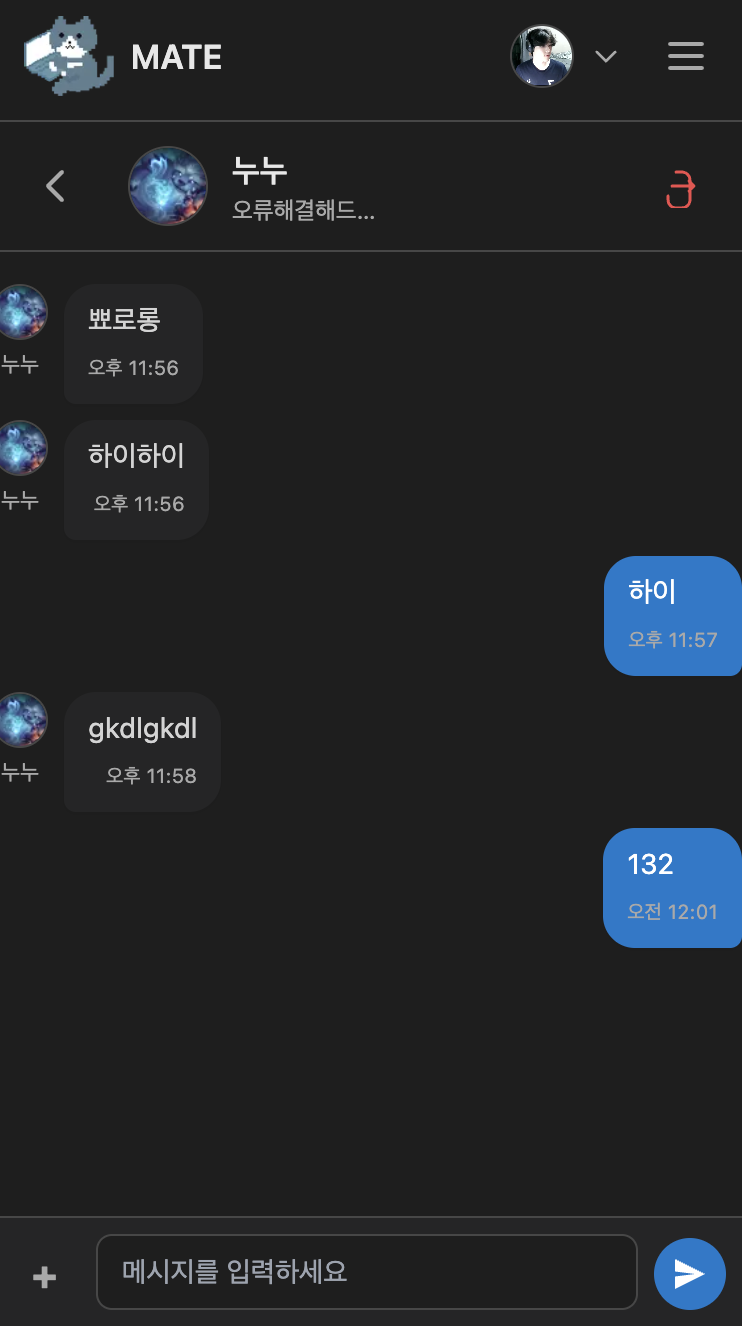 MATE
누누
오류해결해드...
뾰로롱
오후 11:56
누누
하이하이
오후 11:56
누누
하이
오후 11:57
gkdlgkdl
오후 11:58
누누
132
오전 12:01
메시지를 입력하세요